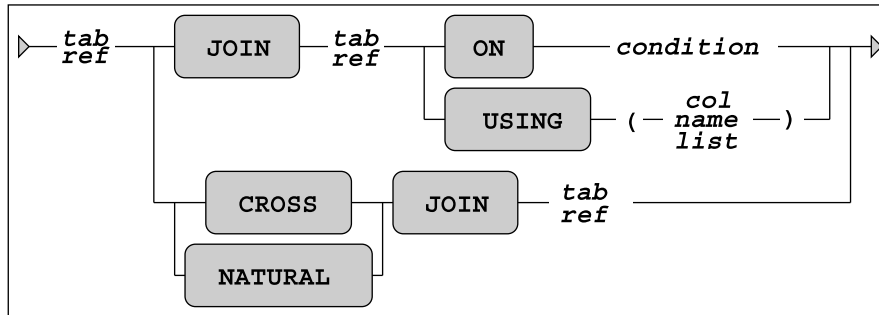 tab ref JOIN tab ref ON condition
USING ( col name list )
CROSS JOIN tab ref
NATURAL